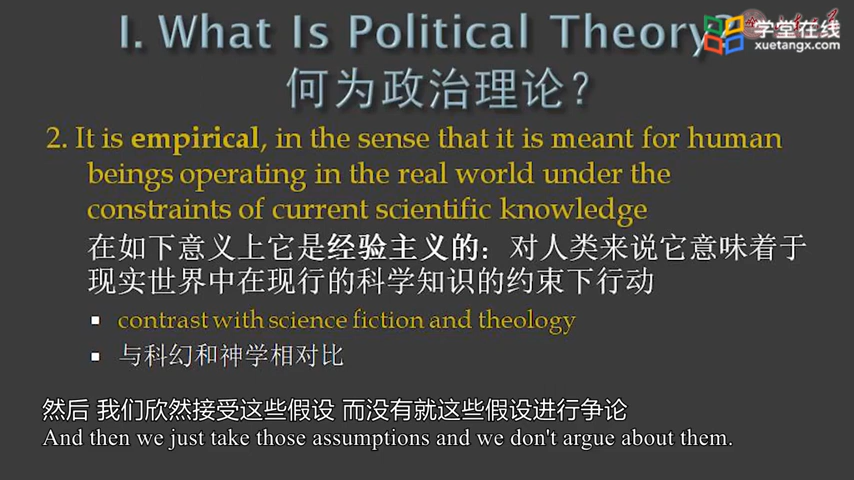 I. What Is Political Theory?
学堂在线
xuetangx.com
何为政治理论？
2. It is empirical, in the sense that it is meant for human
beings operating in the real world under the
constraints of current scientific knowledge
在如下意义上它是经验主义的：对人类来说它意味着于
现实世界中在现行的科学知识的约束下行动
▪ contrast with science fiction and theology
▪ 与科幻和神学相对比
然后 我们欣然接受这些假设 而没有就这些假设进行争论
And then we just take those assumptions and we don't argue about them.